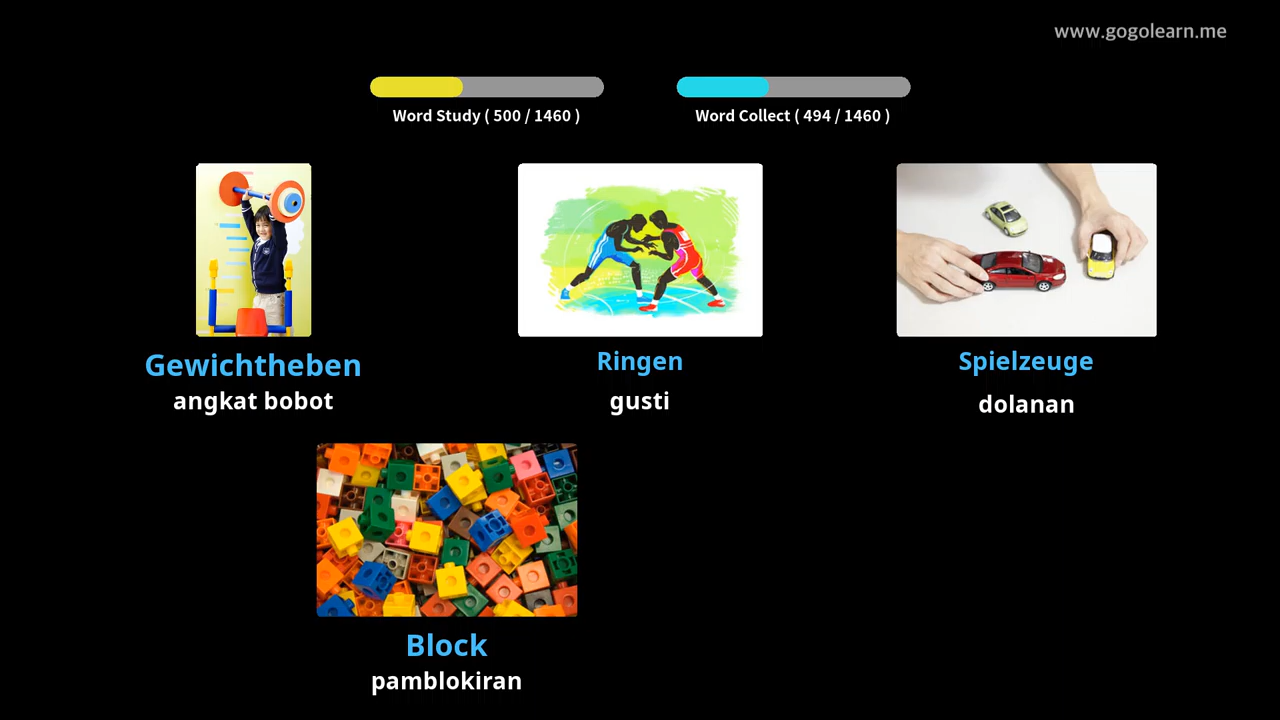 www.gogolearn.me
Word Study ( 500 / 1460 )
Word Collect ( 494 / 1460 )
Gewichtheben
angkat bobot
Ringen
gusti
Spielzeuge
dolanan
Block
pamblokiran